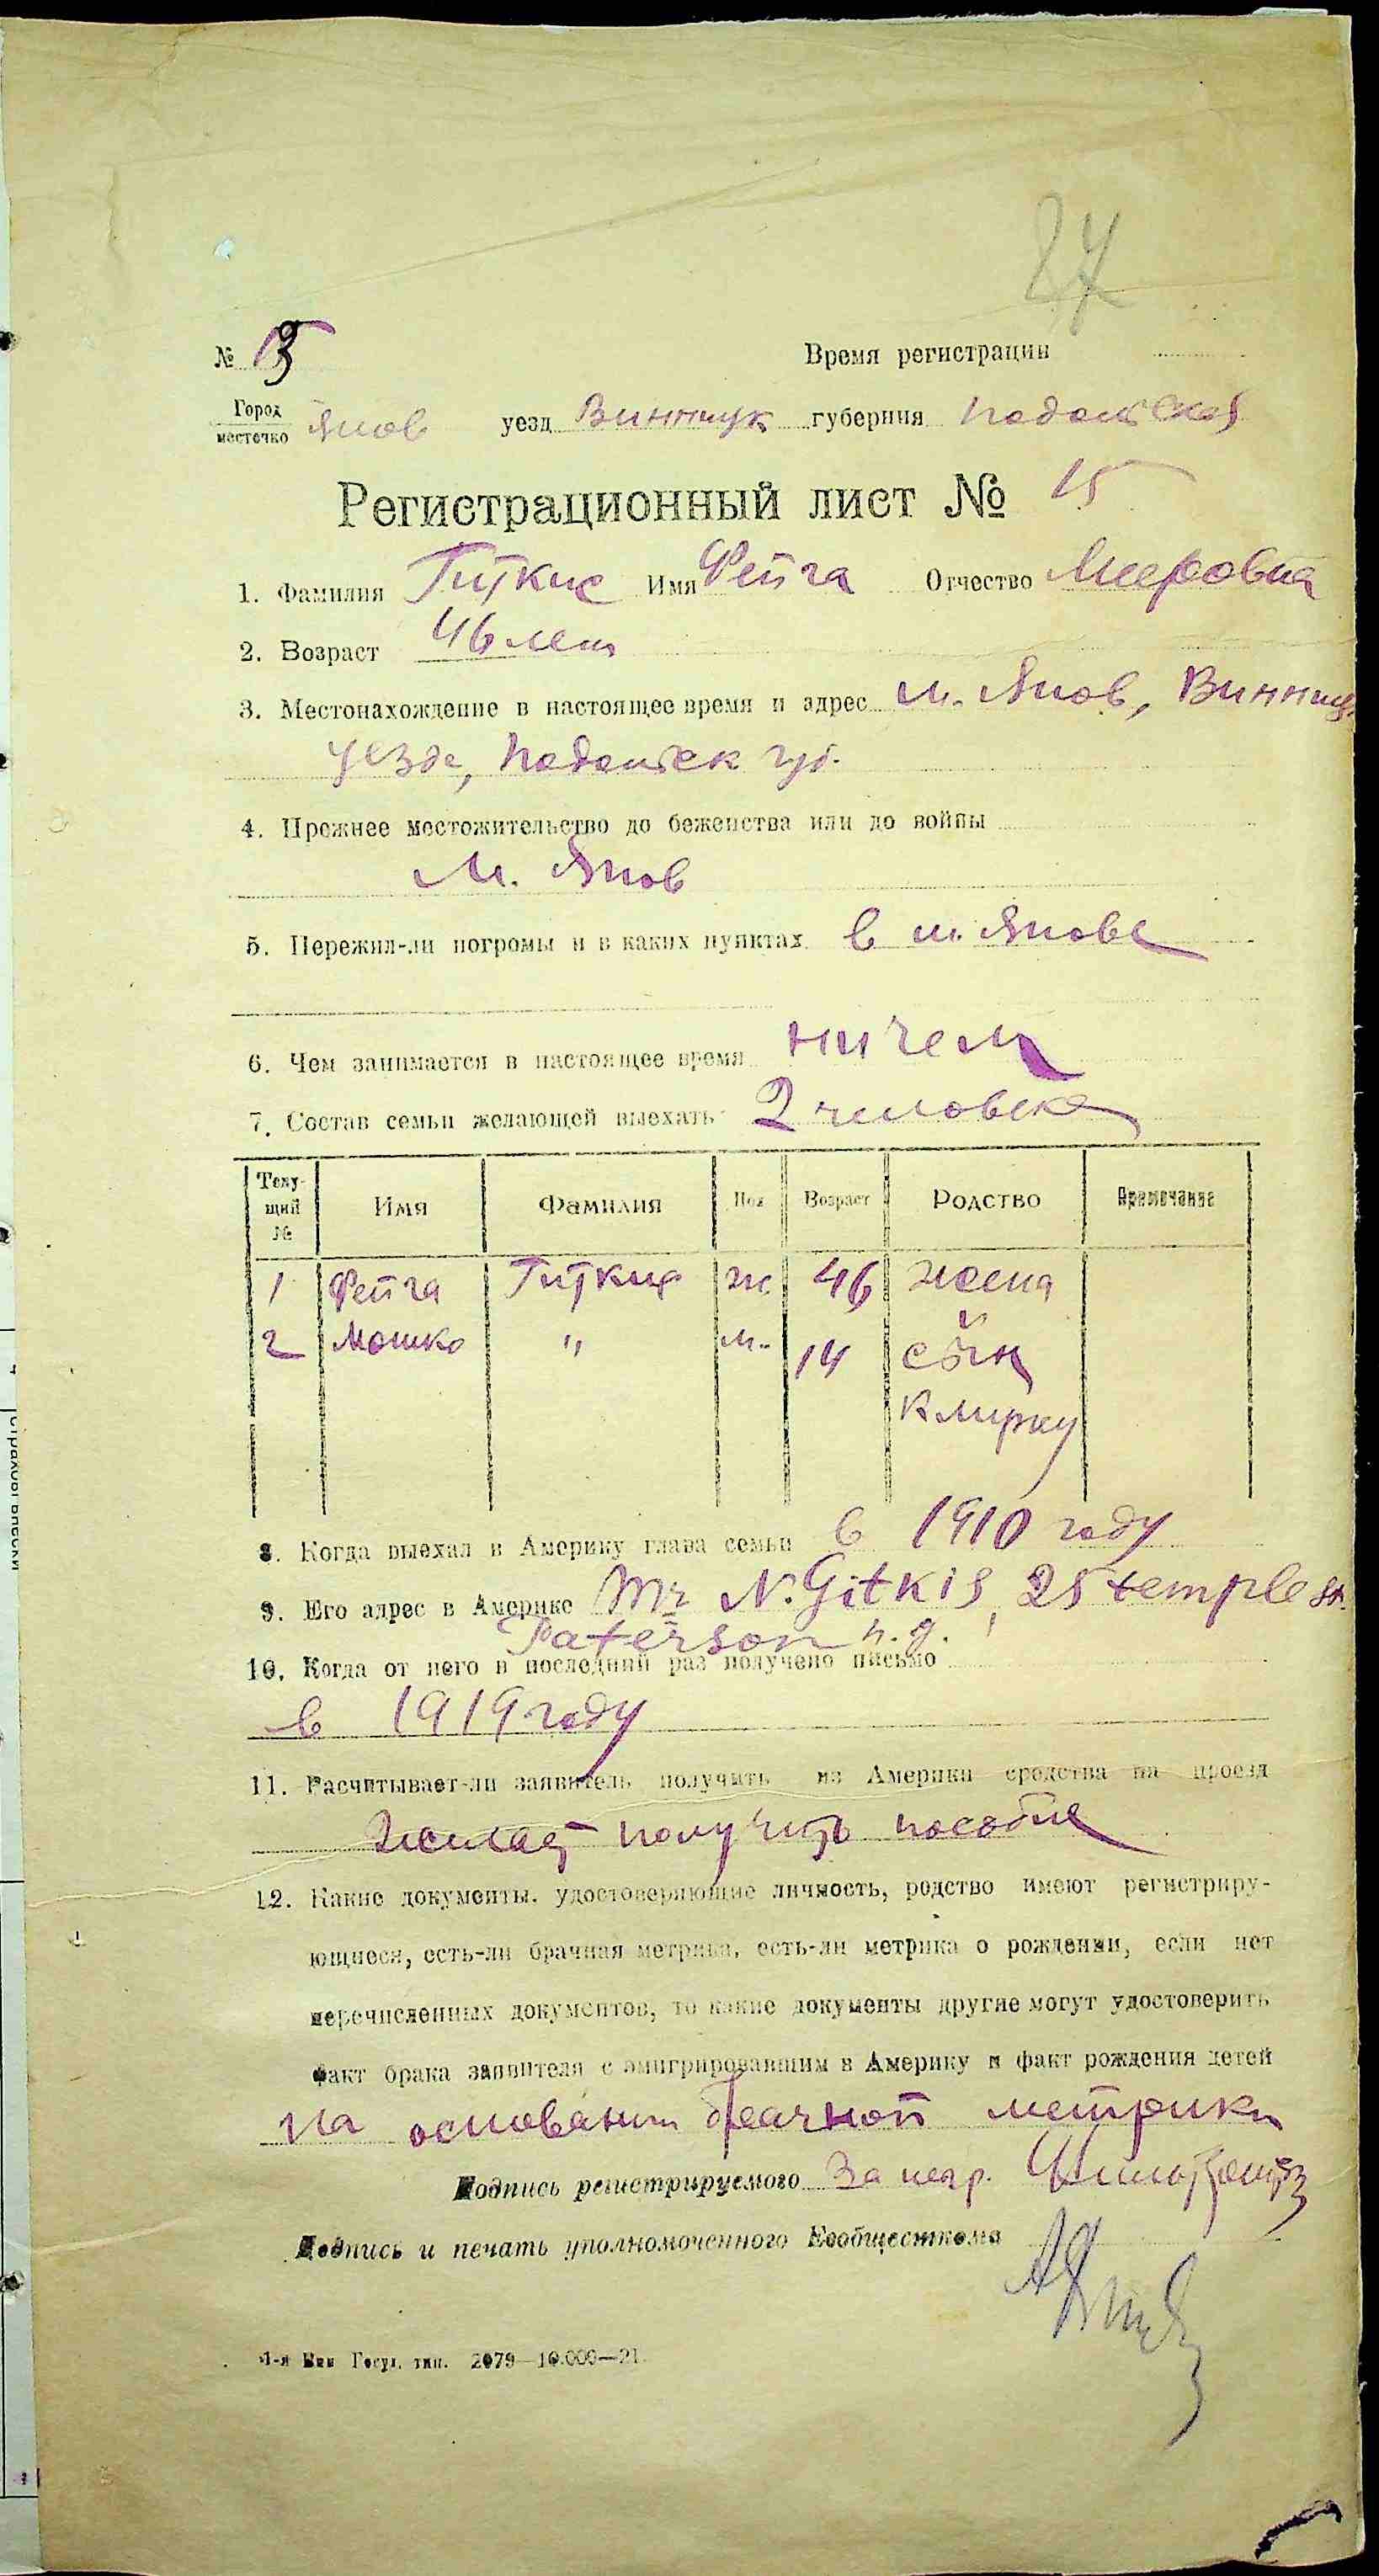 27
№ 15 Время регистрации
Город
местечко Янов уезд Винницк губерния Подольская
Регистрационный лист № 15
1. Фамилия Гиткис Имя Фейга Отчество Мееровна
2. Возраст 46 лет
3. Местонахождение в настоящее время и адрес м. Янов, Винниц.
уезда, Подольск губ.
4. Прежнее местожительство до беженства или до войны
м. Янов
5. Пережил-ли погромы и в каких пунктах в м. Янове
6. Чем занимается в настоящее время ничем
7. Состав семьи желающей выехать 2 человека
Теку-
щий
№ Имя Фамилия Пол Возраст Родство Примечание
1 Фейга Гиткис ж 46 жена
и
2 Мошко " м. 14 сын
к мужу
8. Когда выехал в Америку глава семьи в 1910 году
9. Его адрес в Америке Mr N. Gitkis, 25 temple st.
Paterson n. j.
10. Когда от него в последний раз получено письмо
в 1919 году
11. Расчитывает-ли заявитель получить из Америки средства на проезд
желает получить пособие
12. Какие документы, удостоверяющие личность, родство имеют регистриру-
ющиеся, есть-ли брачная метрика, есть-ли метрика о рождении, если нет
перечисленных документов, то какие документы другие могут удостоверить
факт брака заявителя с эмигрировавшим в Америку и факт рождения детей
на основании брачной метрики
Подпись регистрируемого За негр.
Подпись и печать уполномоченного Евобщесткома
1-я Вин Госуд. тип. 2079—10.000—21.